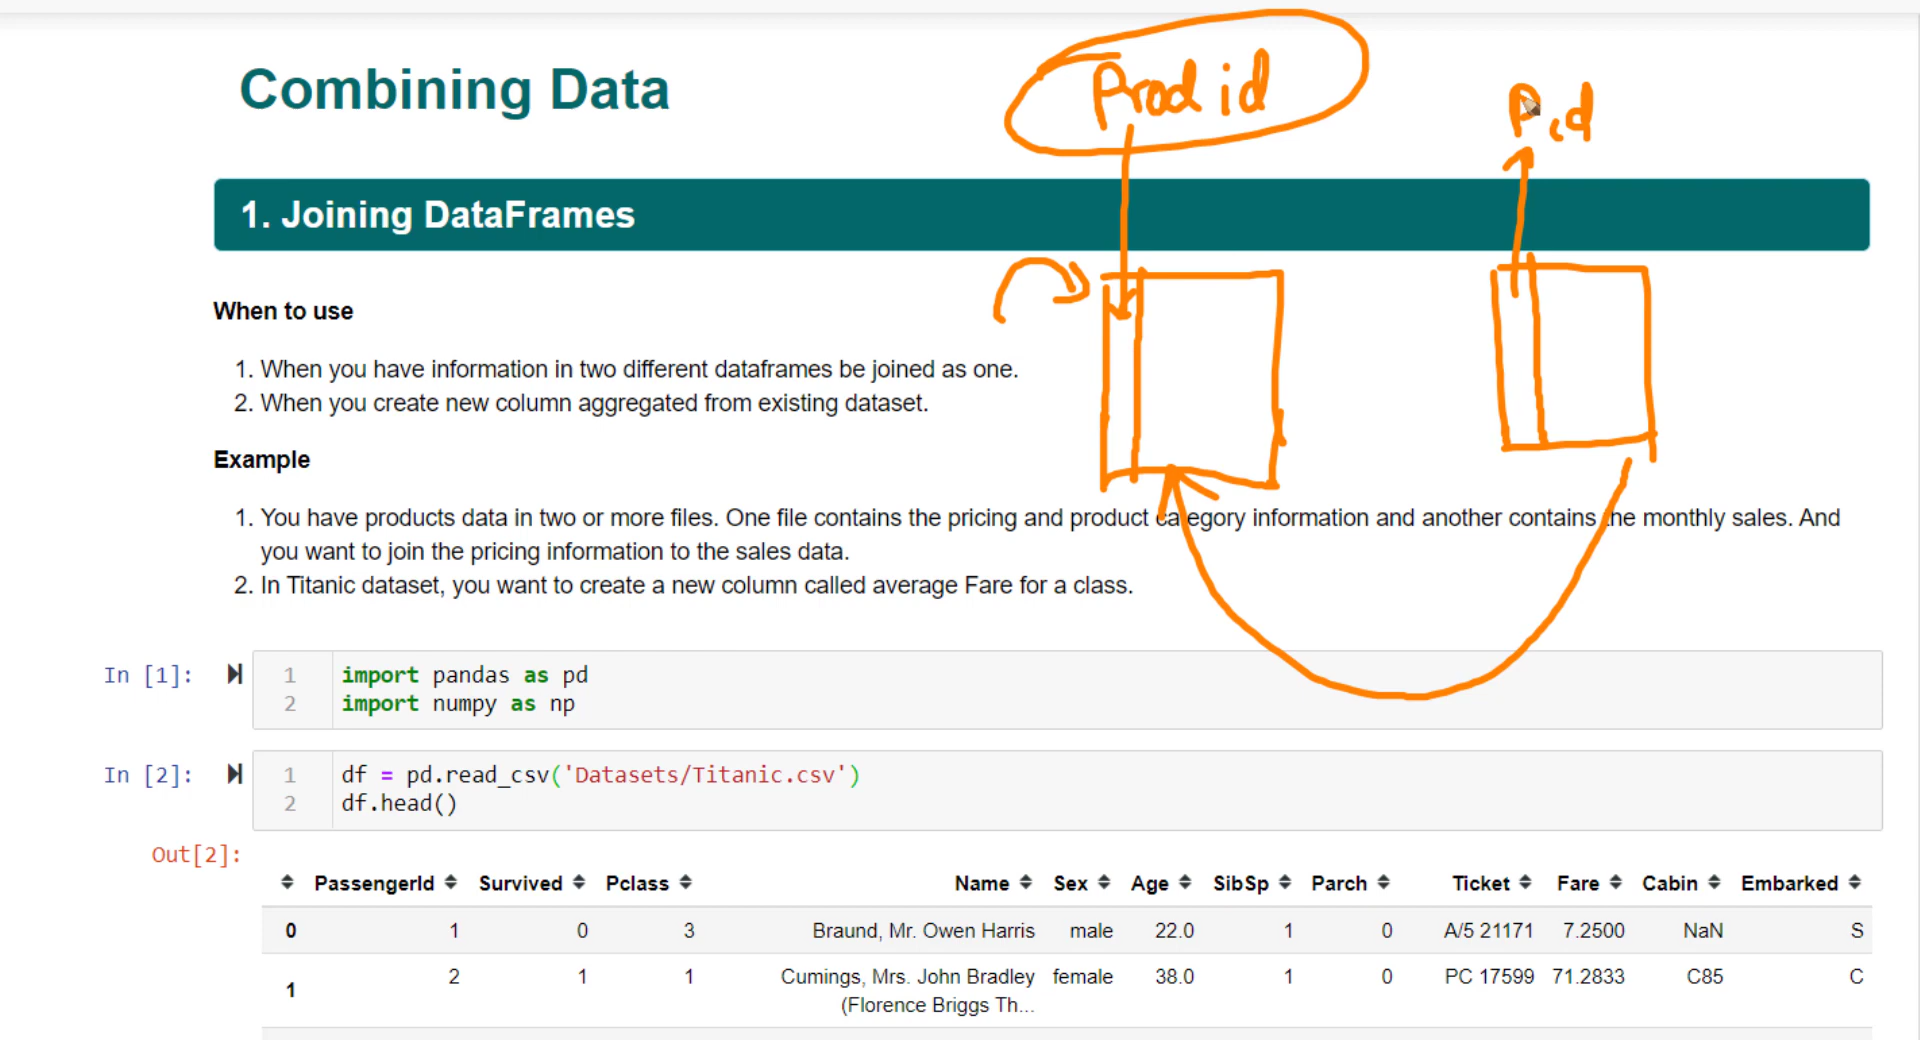 Combining Data
Prod id
P.id
1. Joining DataFrames
When to use
1. When you have information in two different dataframes be joined as one.
2. When you create new column aggregated from existing dataset.
Example
1. You have products data in two or more files. One file contains the pricing and product category information and another contains the monthly sales. And
you want to join the pricing information to the sales data.
2. In Titanic dataset, you want to create a new column called average Fare for a class.
In [1]:
1 import pandas as pd
2 import numpy as np
In [2]:
1 df = pd.read_csv('Datasets/Titanic.csv')
2 df.head()
Out[2]:
PassengerId Survived Pclass Name Sex Age SibSp Parch Ticket Fare Cabin Embarked
0 1 0 3 Braund, Mr. Owen Harris male 22.0 1 0 A/5 21171 7.2500 NaN S
1 2 1 1 Cumings, Mrs. John Bradley female 38.0 1 0 PC 17599 71.2833 C85 C
(Florence Briggs Th...